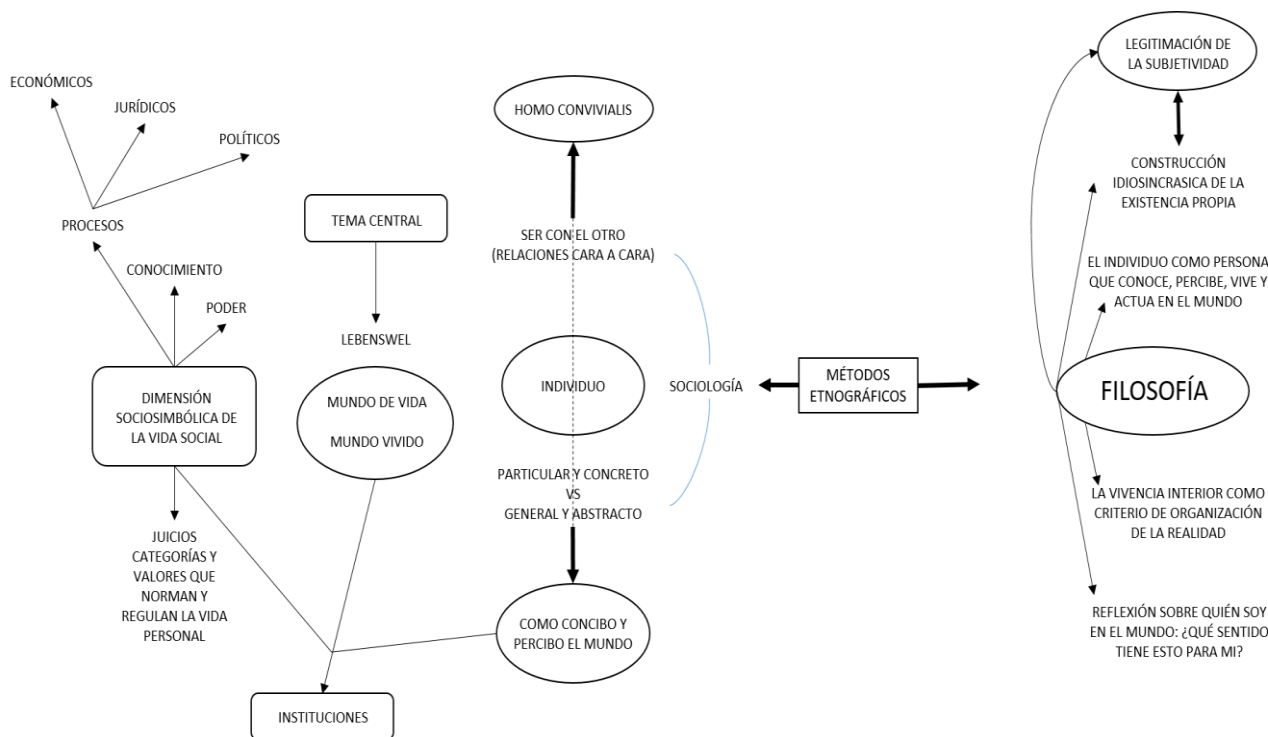 ECONÓMICOS
JURÍDICOS
POLÍTICOS
PROCESOS
CONOCIMIENTO
PODER
DIMENSIÓN
SOCIOSIMBÓLICA DE
LA VIDA SOCIAL
JUICIOS
CATEGORÍAS Y
VALORES QUE
NORMAN Y
REGULAN LA VIDA
PERSONAL
TEMA CENTRAL
LEBENSWEL
MUNDO DE VIDA
MUNDO VIVIDO
INSTITUCIONES
HOMO CONVIVIALIS
SER CON EL OTRO
(RELACIONES CARA A CARA)
INDIVIDUO
PARTICULAR Y CONCRETO
VS
GENERAL Y ABSTRACTO
COMO CONCIBO Y
PERCIBO EL MUNDO
SOCIOLOGÍA
MÉTODOS
ETNOGRÁFICOS
LEGITIMACIÓN DE
LA SUBJETIVIDAD
CONSTRUCCIÓN
IDIOSINCRASICA DE LA
EXISTENCIA PROPIA
EL INDIVIDUO COMO PERSONA
QUE CONOCE, PERCIBE, VIVE Y
ACTUA EN EL MUNDO
FILOSOFÍA
LA VIVENCIA INTERIOR COMO
CRITERIO DE ORGANIZACIÓN
DE LA REALIDAD
REFLEXIÓN SOBRE QUIÉN SOY
EN EL MUNDO: ¿QUÉ SENTIDO
TIENE ESTO PARA MI?